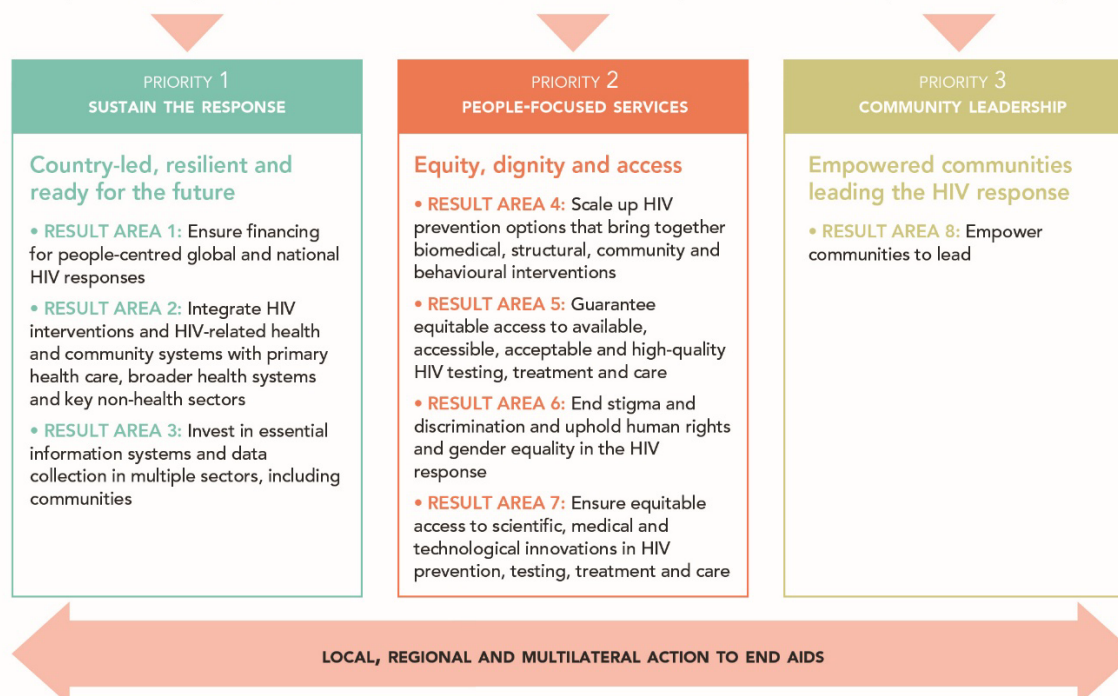 PRIORITY 1
SUSTAIN THE RESPONSE
Country-led, resilient and
ready for the future
• RESULT AREA 1: Ensure financing
for people-centred global and national
HIV responses
• RESULT AREA 2: Integrate HIV
interventions and HIV-related health
and community systems with primary
health care, broader health systems
and key non-health sectors
• RESULT AREA 3: Invest in essential
information systems and data
collection in multiple sectors, including
communities
PRIORITY 2
PEOPLE-FOCUSED SERVICES
Equity, dignity and access
• RESULT AREA 4: Scale up HIV
prevention options that bring together
biomedical, structural, community and
behavioural interventions
• RESULT AREA 5: Guarantee
equitable access to available,
accessible, acceptable and high-quality
HIV testing, treatment and care
• RESULT AREA 6: End stigma and
discrimination and uphold human rights
and gender equality in the HIV
response
• RESULT AREA 7: Ensure equitable
access to scientific, medical and
technological innovations in HIV
prevention, testing, treatment and care
PRIORITY 3
COMMUNITY LEADERSHIP
Empowered communities
leading the HIV response
• RESULT AREA 8: Empower
communities to lead
LOCAL, REGIONAL AND MULTILATERAL ACTION TO END AIDS